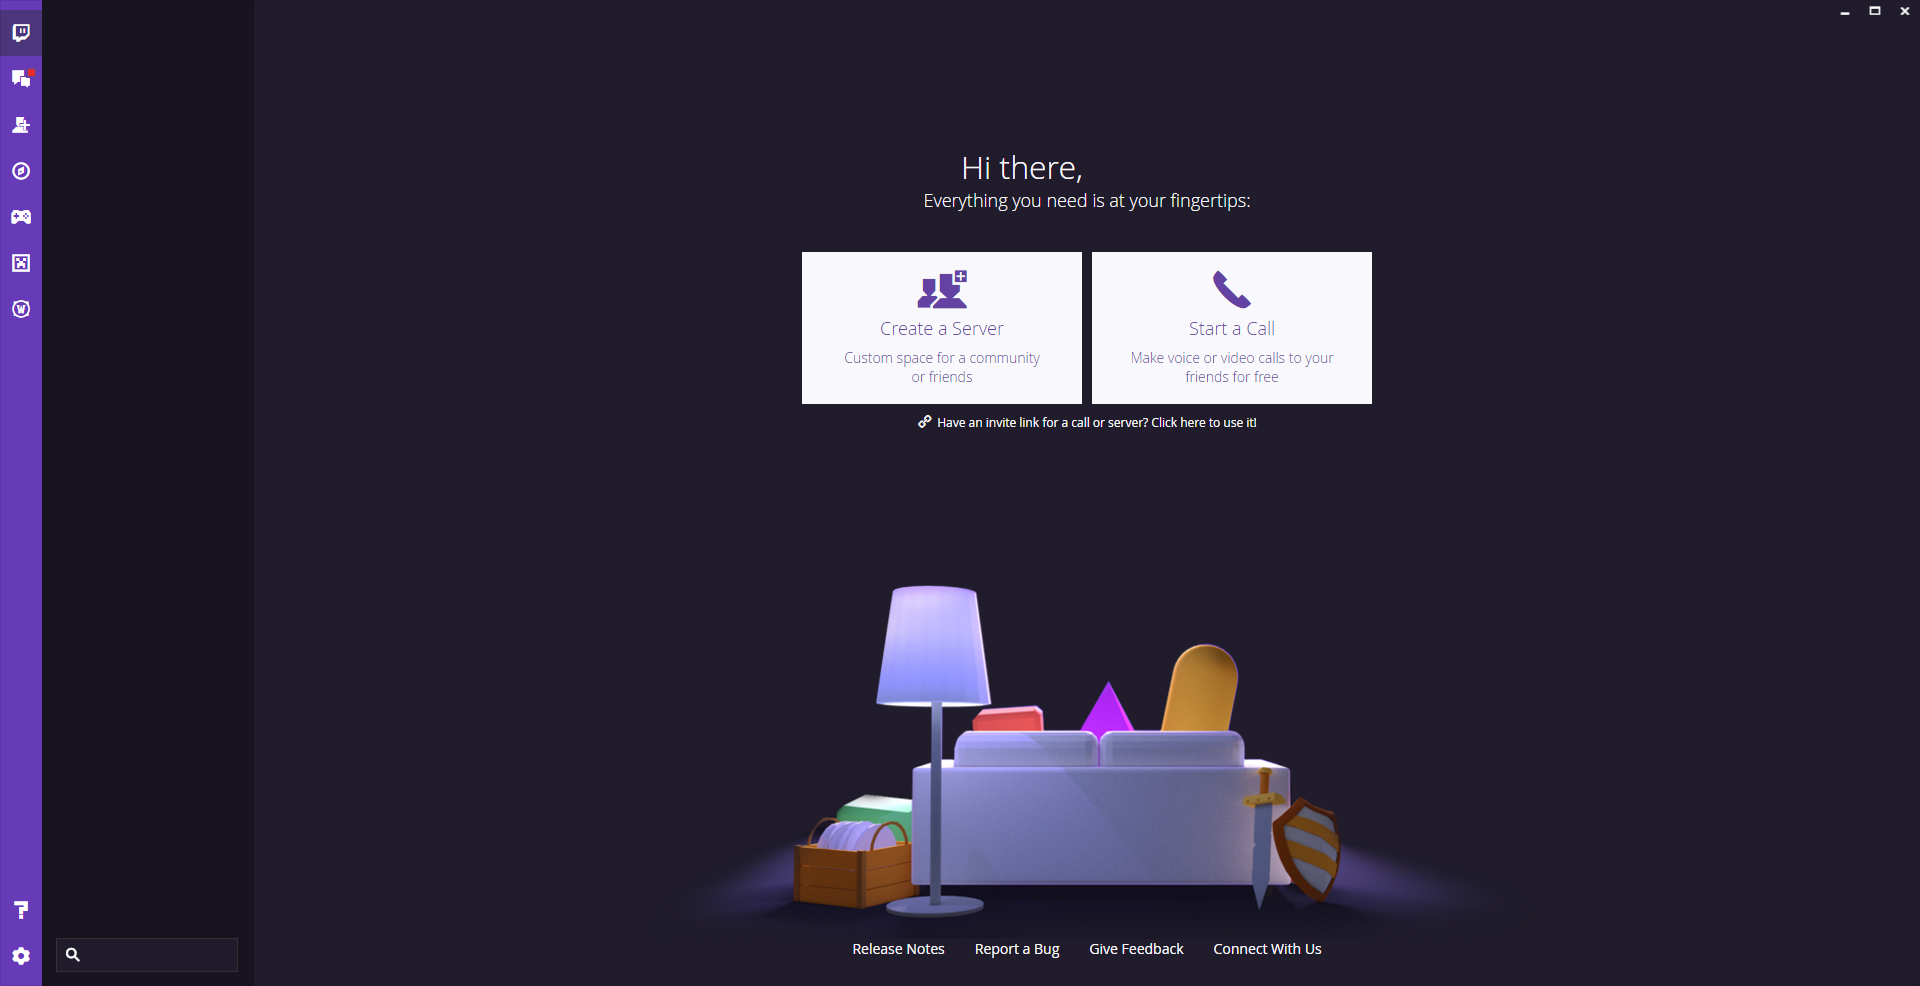 Hi there,
Everything you need is at your fingertips:
Create a Server
Custom space for a community
or friends
Start a Call
Make voice or video calls to your
friends for free
Have an invite link for a call or server? Click here to use it!
Release Notes
Report a Bug
Give Feedback
Connect With Us